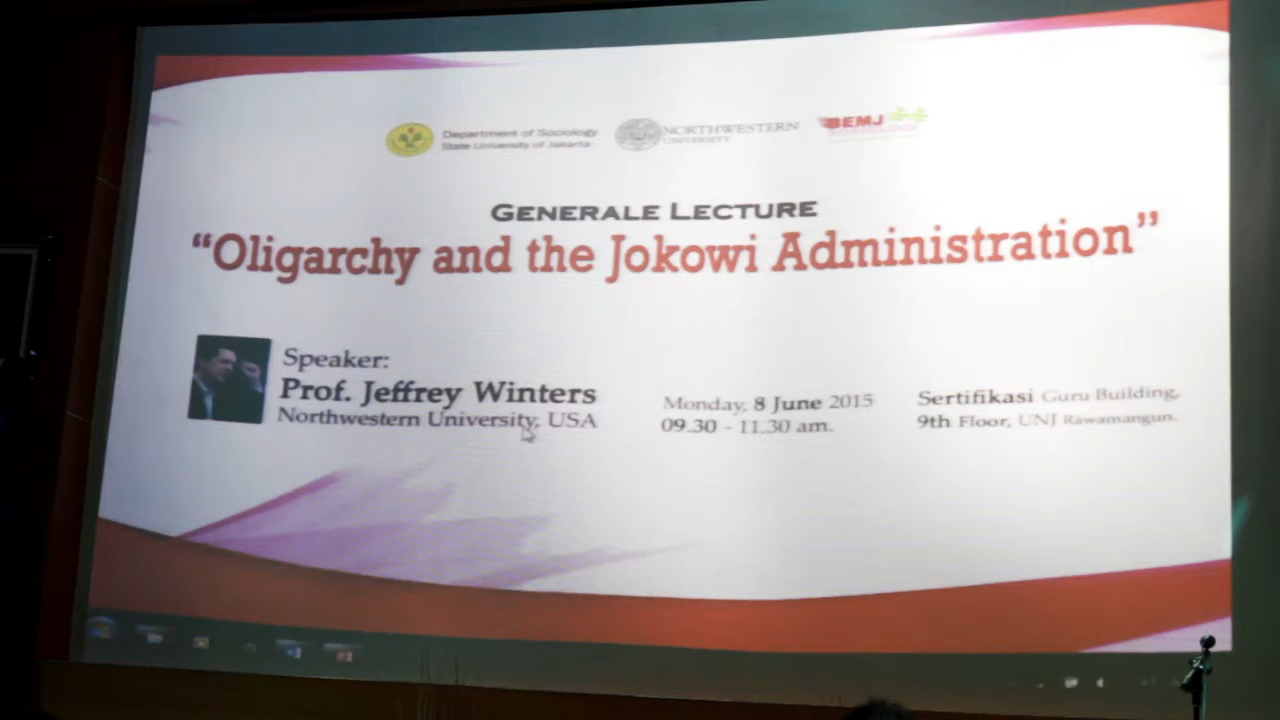 Department of Sociology
State University of Jakarta
NORTHWESTERN
UNIVERSITY
BEMJ
GENERALE LECTURE
“Oligarchy and the Jokowi Administration”
Speaker:
Prof. Jeffrey Winters
Northwestern University, USA
Monday, 8 June 2015
09.30 - 11.30 am.
Sertifikasi Guru Building,
9th Floor, UNJ Rawamangun.